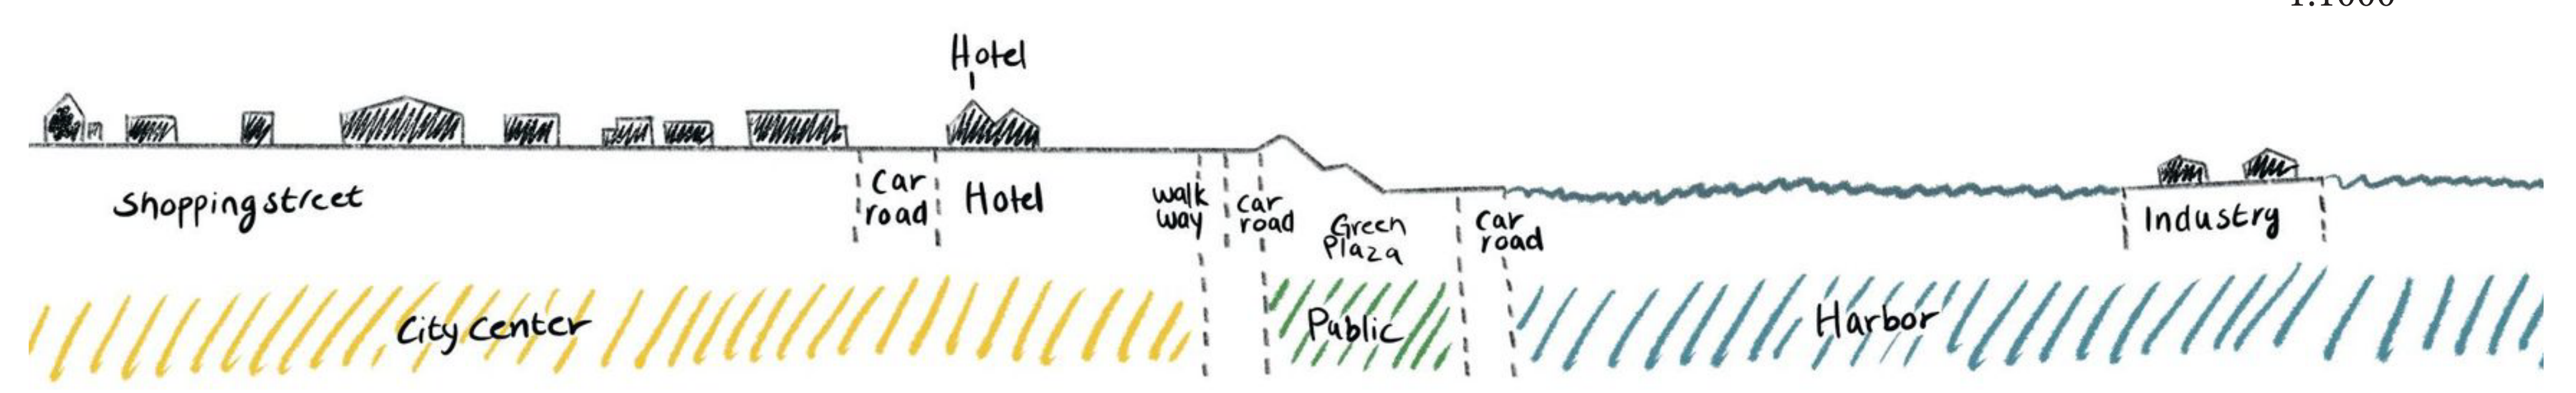 1:1000
Hotel
Shoppingstreet
Car
road
Hotel
walk
way
car
road
Green
Plaza
car
road
Industry
City center
Public
Harbor